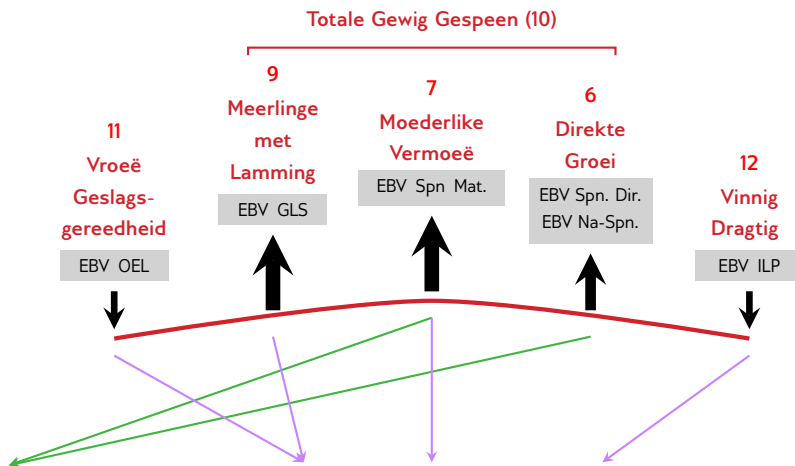 Totale Gewig Gespeen (10)
11
Vroeë
Geslags-
gereedheid
EBV OEL
9
Meerlinge
met
Lamming
EBV GLS
7
Moederlike
Vermoeë
EBV Spn Mat.
6
Direkte
Groei
EBV Spn. Dir.
EBV Na-Spn.
12
Vinnig
Dragtig
EBV ILP